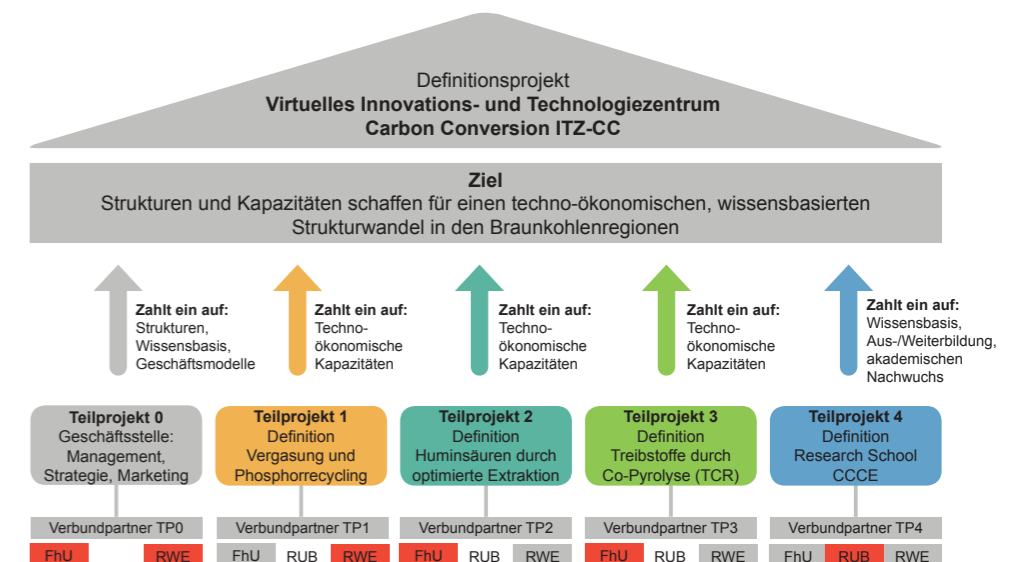 Definitionsprojekt
Virtuelles Innovations- und Technologiezentrum
Carbon Conversion ITZ-CC
Ziel
Strukturen und Kapazitäten schaffen für einen techno-ökonomischen, wissensbasierten
Strukturwandel in den Braunkohlenregionen
Zahlt ein auf:
Strukturen,
Wissensbasis,
Geschäftsmodelle
Zahlt ein auf:
Techno-
ökonomische
Kapazitäten
Zahlt ein auf:
Techno-
ökonomische
Kapazitäten
Zahlt ein auf:
Techno-
ökonomische
Kapazitäten
Zahlt ein auf:
Wissensbasis,
Aus-/Weiterbildung,
akademischen
Nachwuchs
Teilprojekt 0
Geschäftsstelle:
Management,
Strategie, Marketing
Teilprojekt 1
Definition
Vergasung und
Phosphorrecycling
Teilprojekt 2
Definition
Huminsäuren durch
optimierte Extraktion
Teilprojekt 3
Definition
Treibstoffe durch
Co-Pyrolyse (TCR)
Teilprojekt 4
Definition
Research School
CCCE
Verbundpartner TP0
Verbundpartner TP1
Verbundpartner TP2
Verbundpartner TP3
Verbundpartner TP4
FhU RWE
FhU RUB RWE
FhU RUB RWE
FhU RUB RWE
FhU RUB RWE